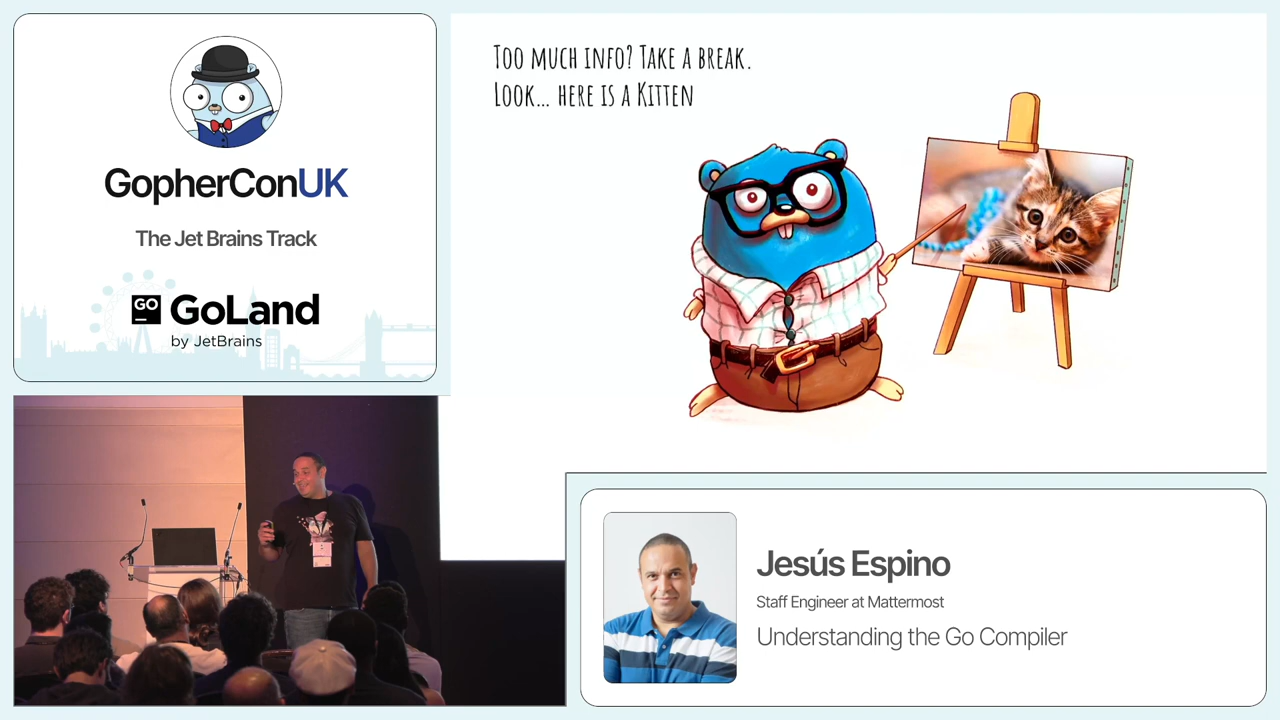 GopherConUK
The Jet Brains Track
GO GoLand
by JetBrains
Too much info? Take a break.
Look... here is a Kitten
Jesús Espino
Staff Engineer at Mattermost
Understanding the Go Compiler